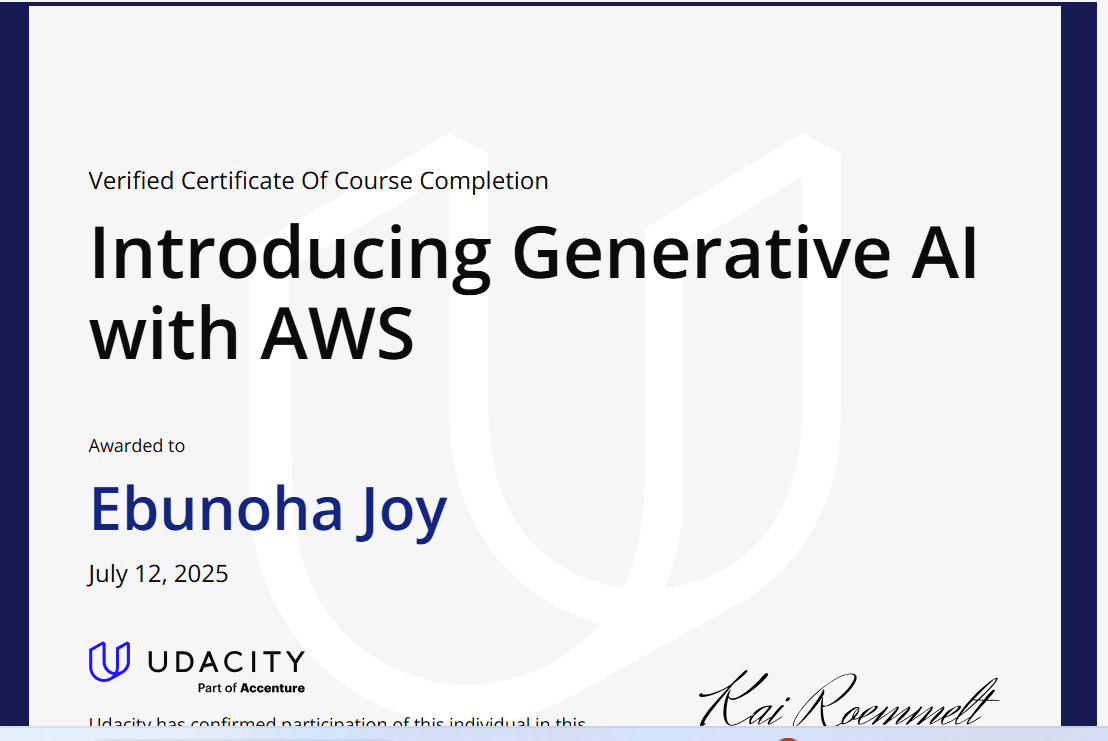 Verified Certificate Of Course Completion
Introducing Generative AI
with AWS
Awarded to
Ebunoha Joy
July 12, 2025
UDACITY
Part of Accenture
Udacity has confirmed participation of this individual in this
Kai Roemmelt